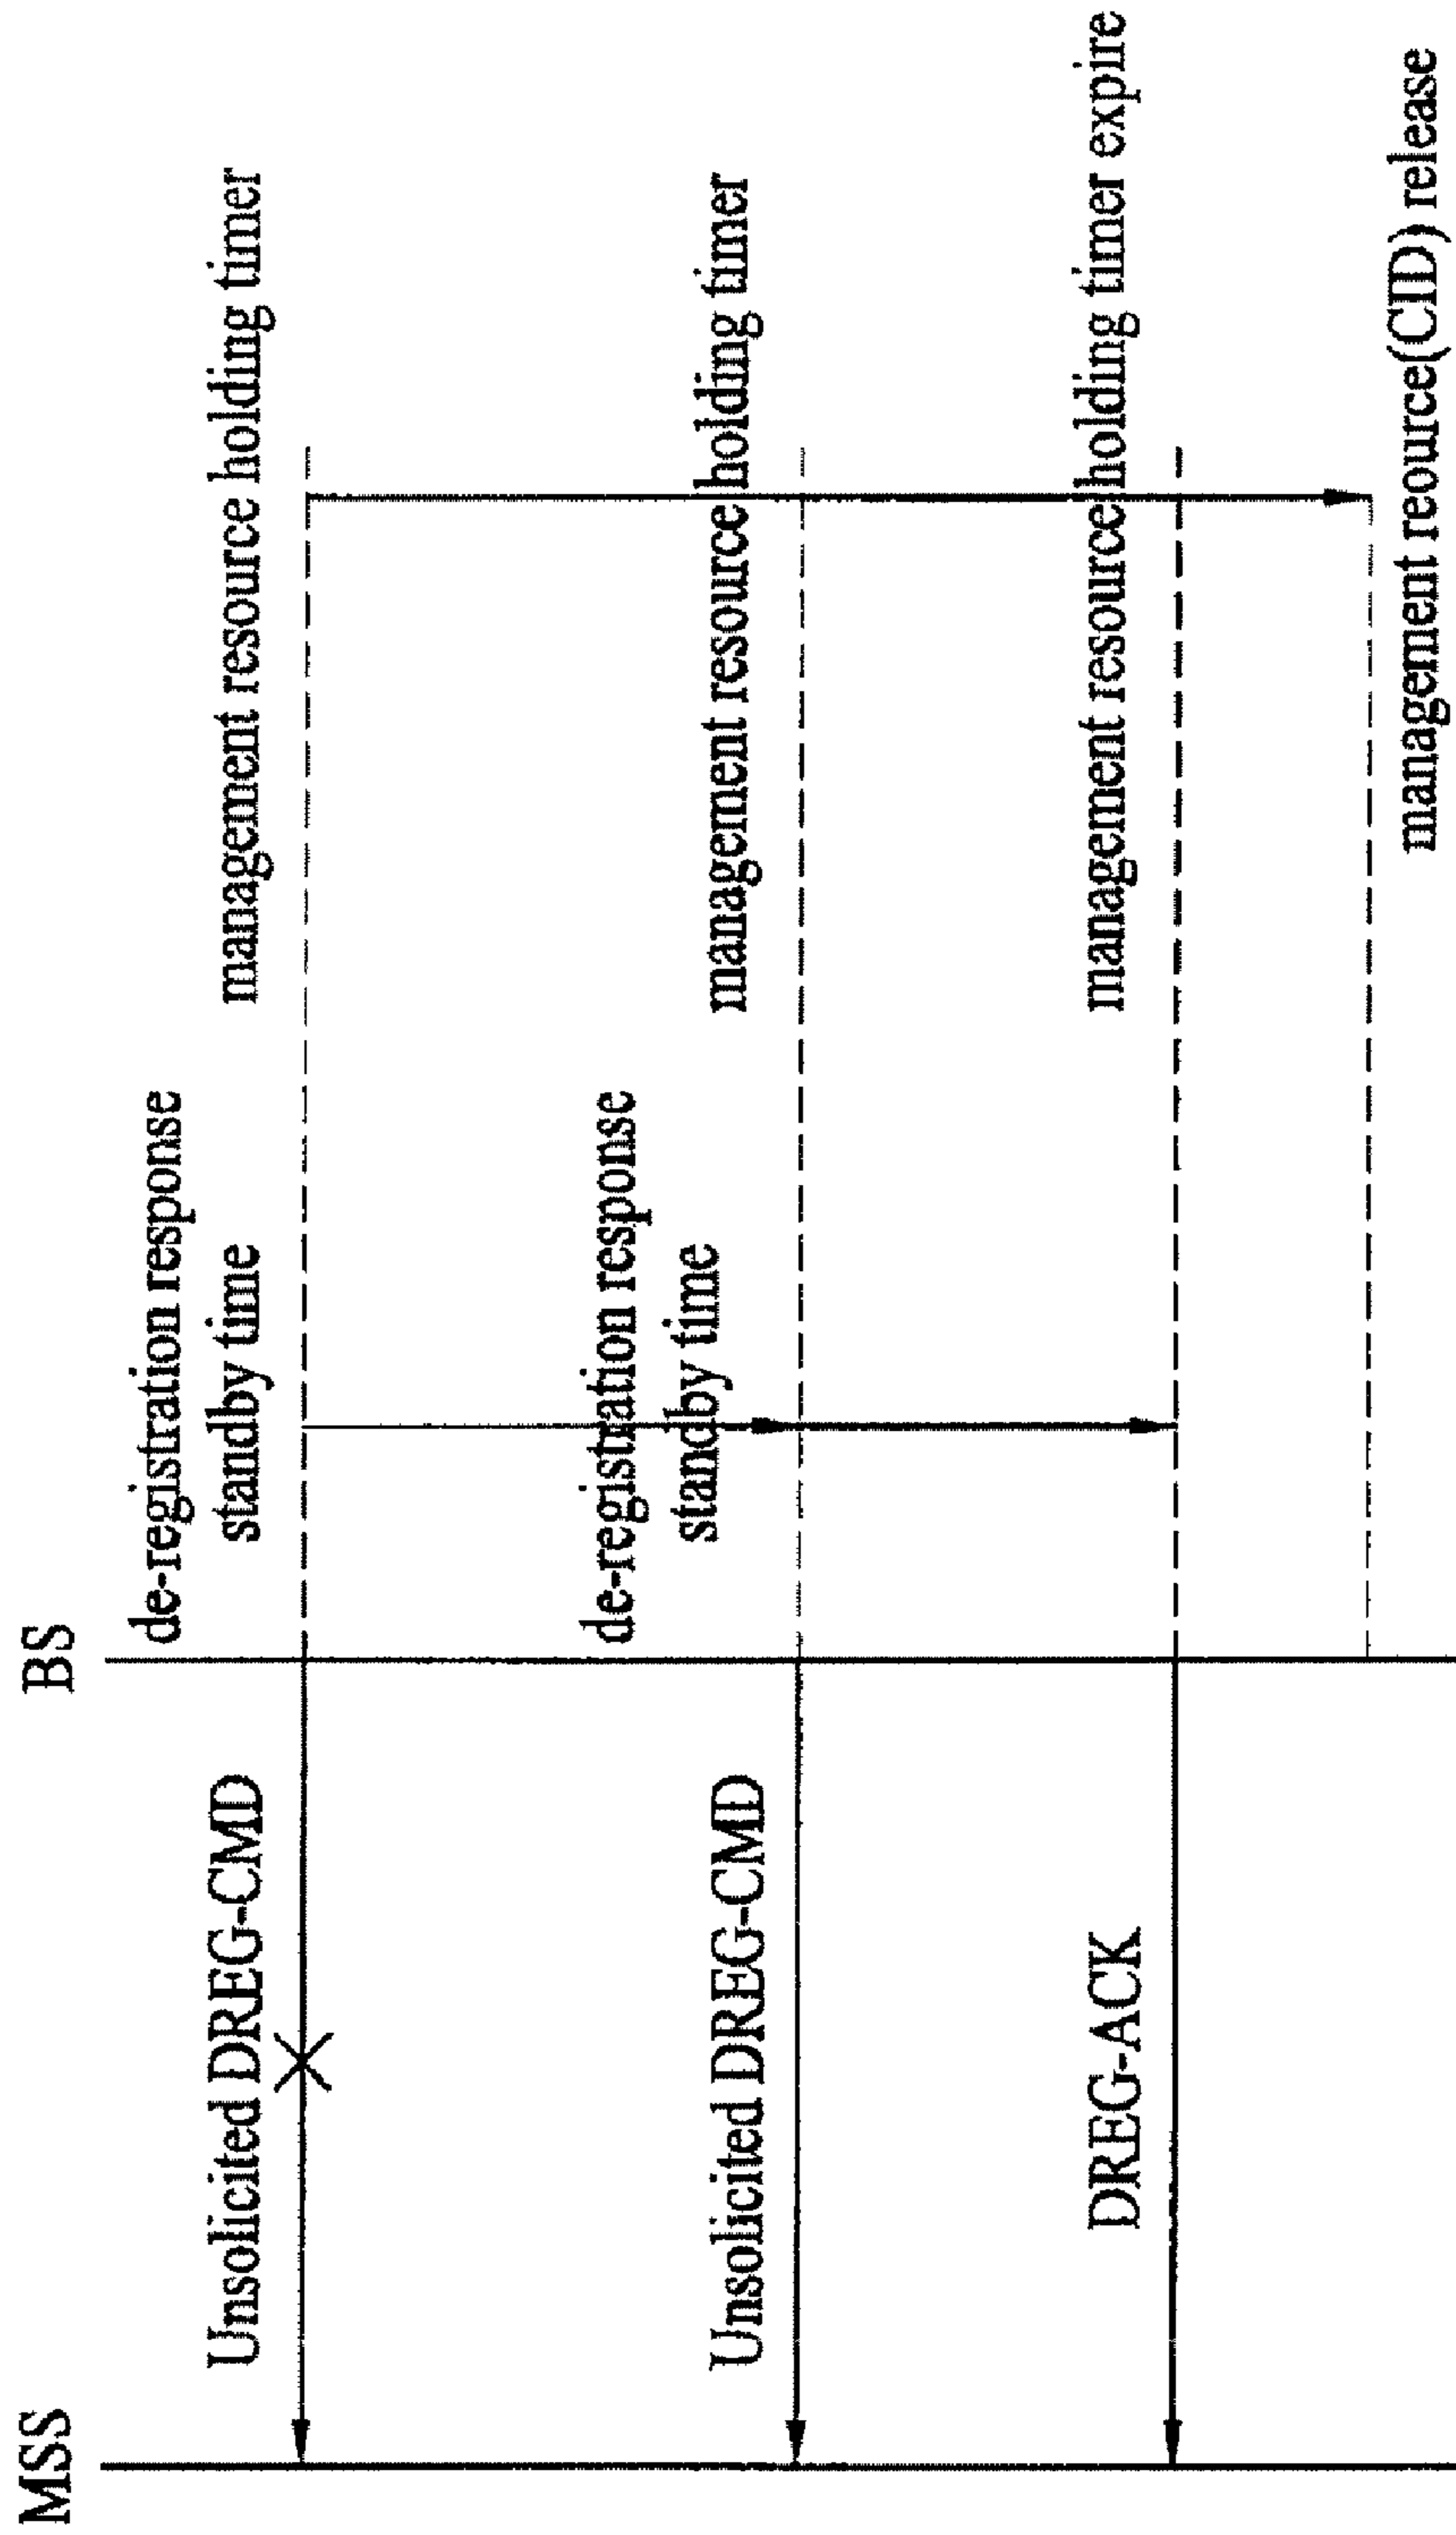 MSS
BS
de-registration response
standby time
Unsolicited DREG-CMD
management resource holding timer
de-registration response
standby time
Unsolicited DREG-CMD
management resource holding timer
DREG-ACK
management resource holding timer expire
management reource(CID) release